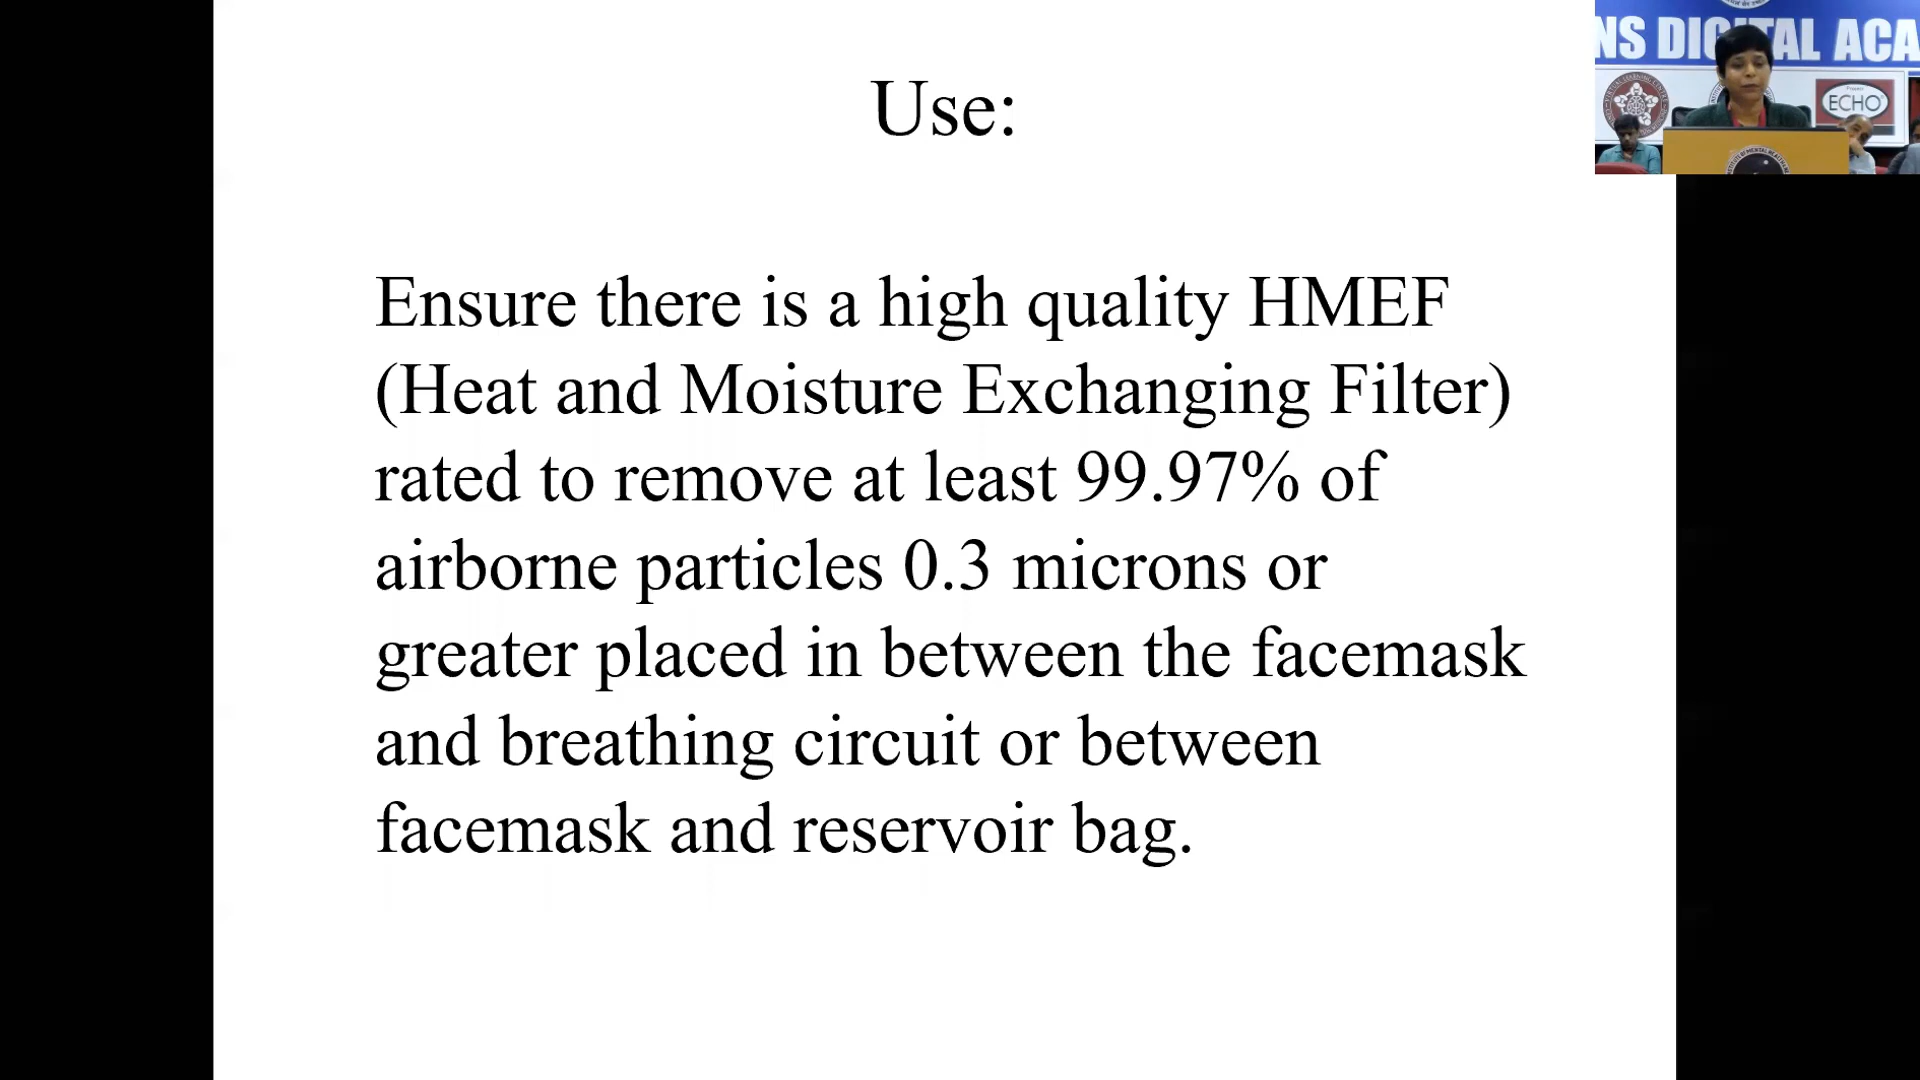 Use:
Ensure there is a high quality HMEF
(Heat and Moisture Exchanging Filter)
rated to remove at least 99.97% of
airborne particles 0.3 microns or
greater placed in between the facemask
and breathing circuit or between
facemask and reservoir bag.
NS DIGITAL ACA
Project
ECHO